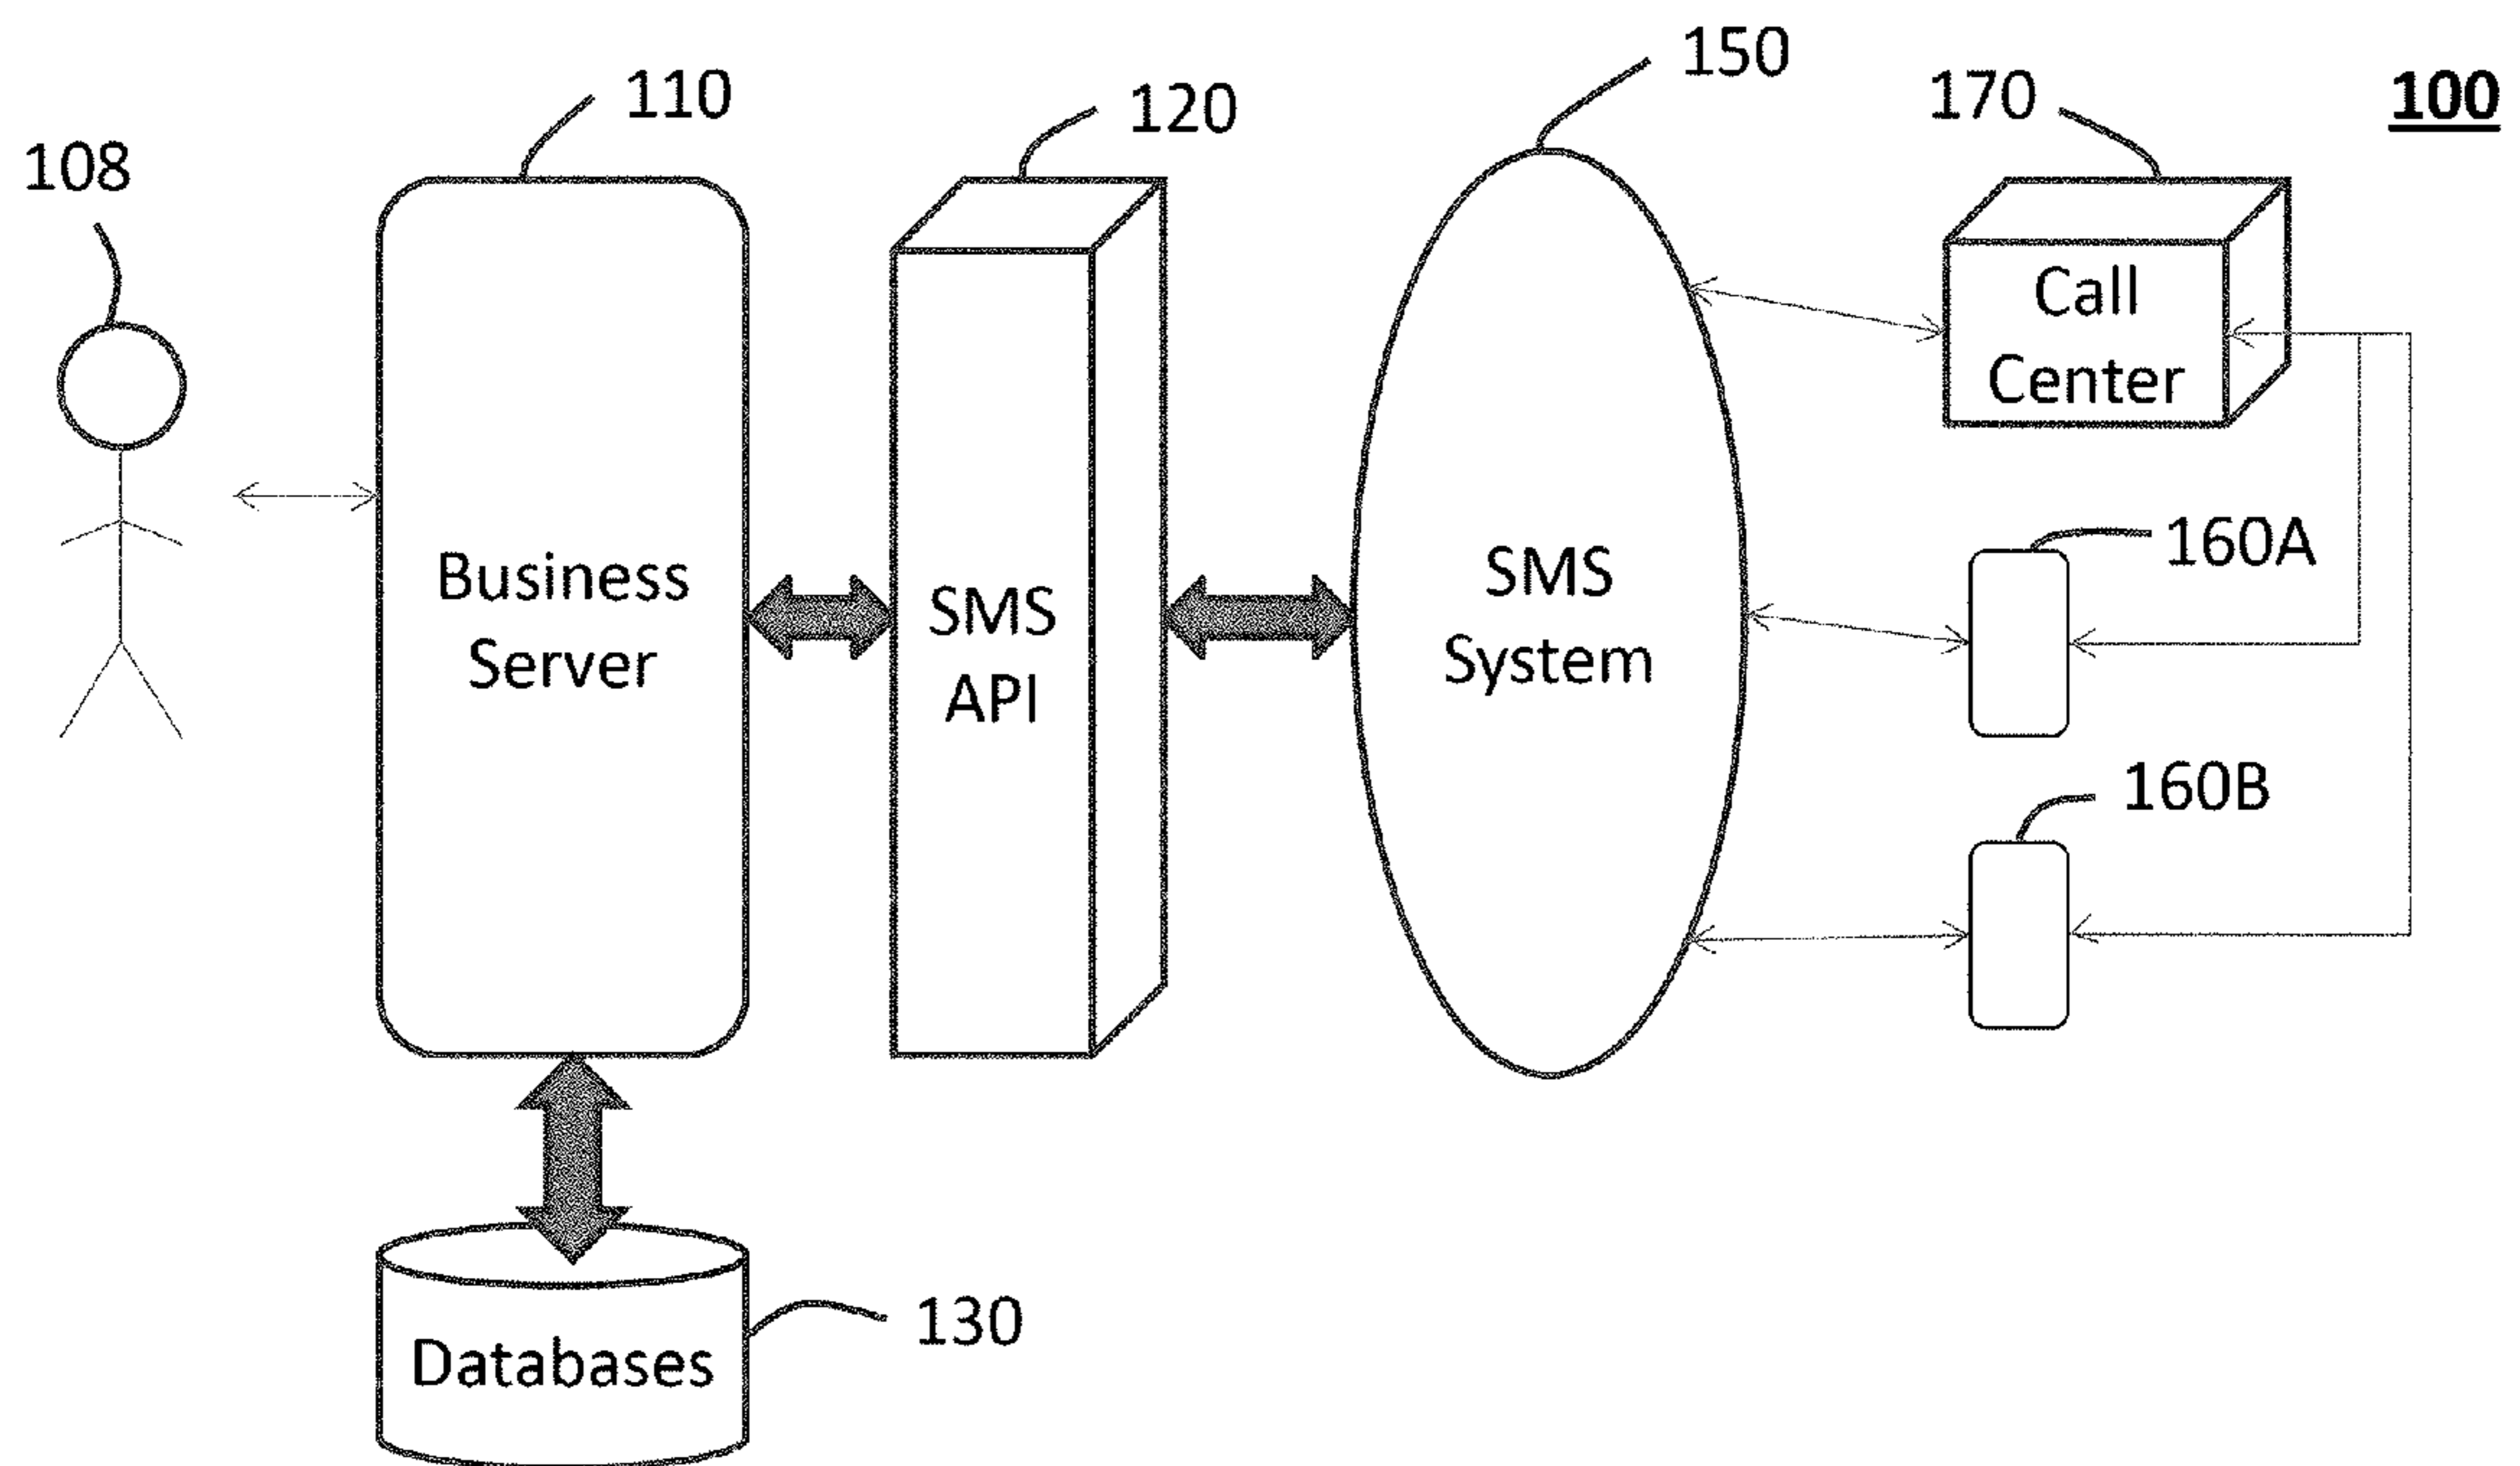 150
110
170
100
120
108
Call
Center
160A
Business
Server
SMS
API
SMS
System
160B
130
Databases